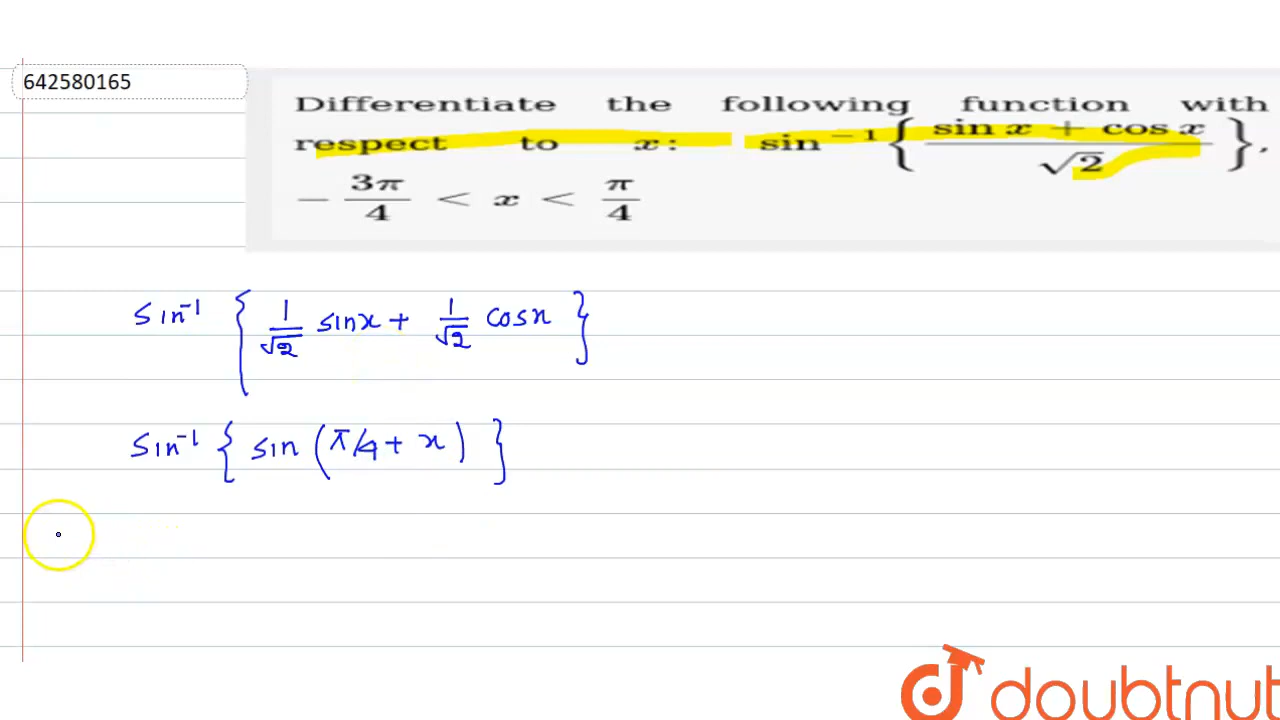 642580165
Differentiate the following function with
respect to x: sin⁻¹{(sin x + cos x)/√2},
−3π/4 < x < π/4
Sin⁻¹ { 1/√2 sinx + 1/√2 cosx }
Sin⁻¹ { sin (π/4 + x) }
doubtnut